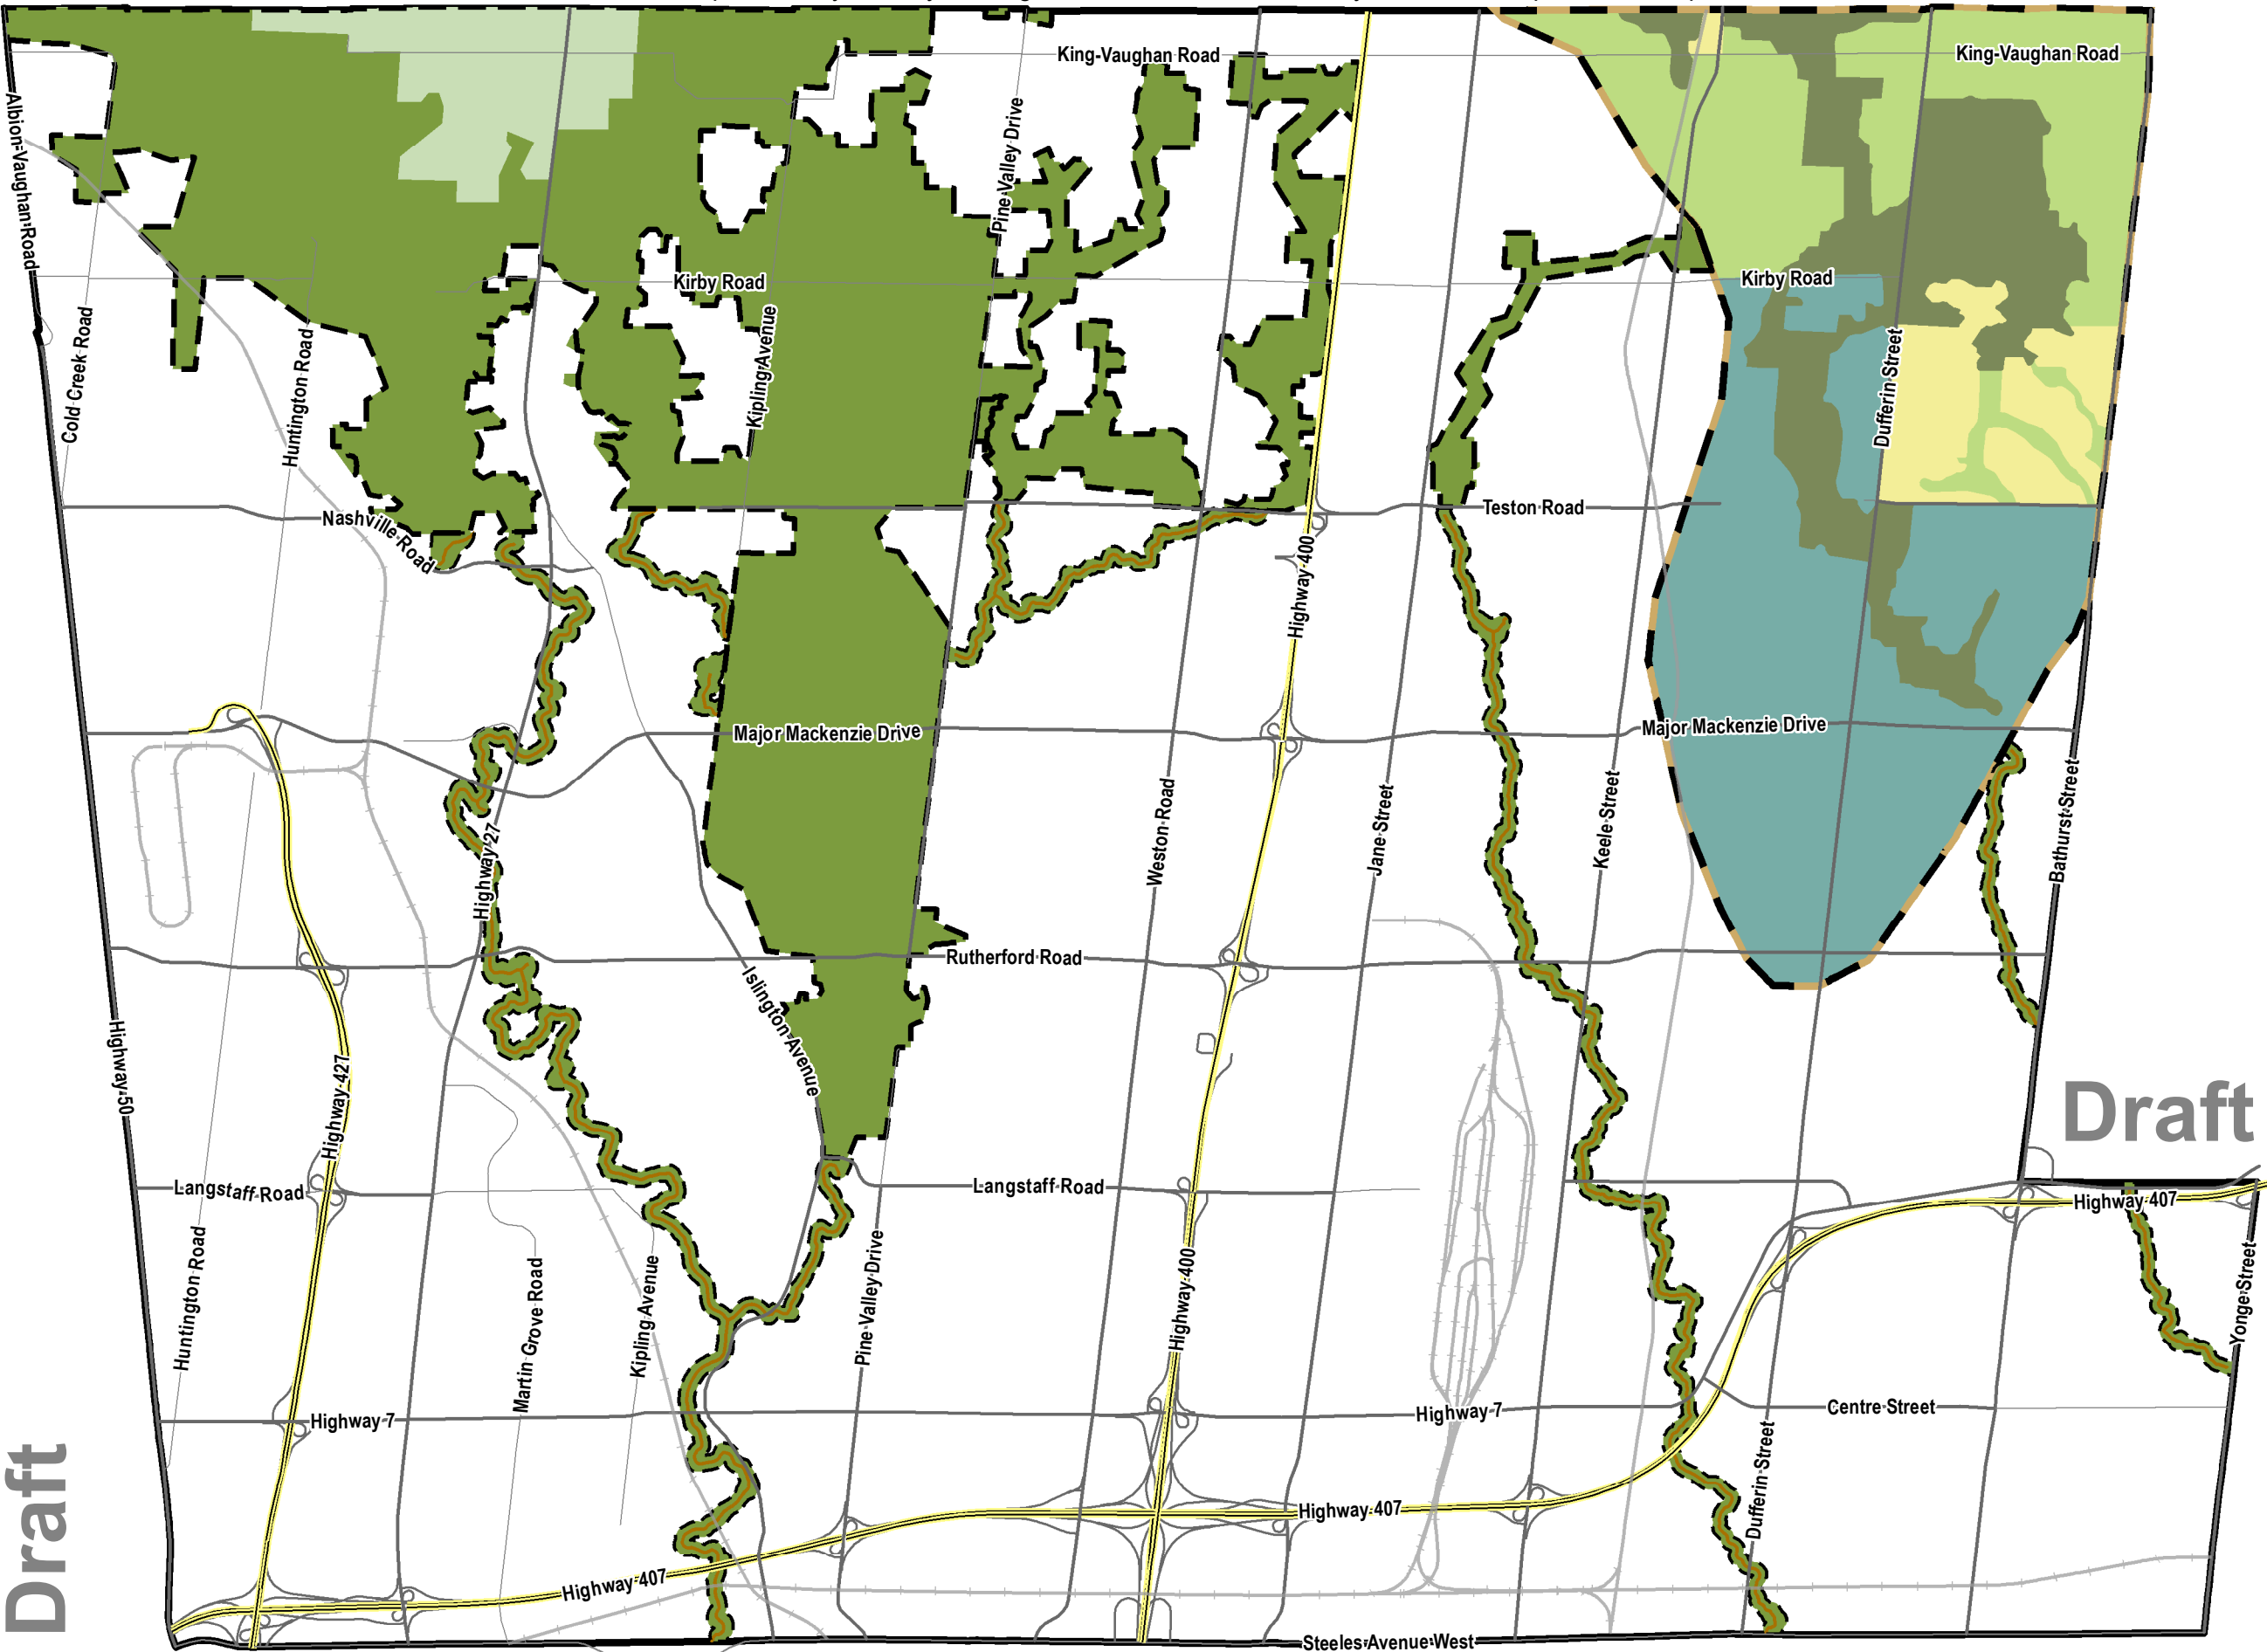 King-Vaughan Road
King-Vaughan Road
Albion-Vaughan Road
Pine Valley Drive
Kirby Road
Kirby Road
Cold Creek Road
Huntington Road
Kipling Avenue
Dufferin Street
Nashville Road
Teston Road
Highway 400
Major Mackenzie Drive
Major Mackenzie Drive
Highway 27
Weston Road
Jane Street
Keele Street
Bathurst Street
Rutherford Road
Islington Avenue
Highway 50
Highway 427
Draft
Langstaff Road
Langstaff Road
Highway 407
Huntington Road
Martin Grove Road
Kipling Avenue
Pine Valley Drive
Highway 400
Yonge Street
Highway 7
Highway 7
Centre Street
Draft
Dufferin Street
Highway 407
Highway 407
Steeles Avenue West